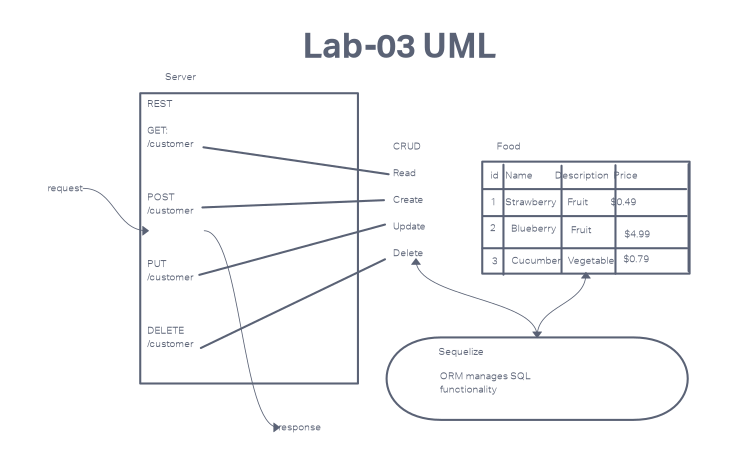 Lab-03 UML
Server
REST
GET:
/customer
POST
/customer
PUT
/customer
DELETE
/customer
request
response
CRUD
Read
Create
Update
Delete
Food
id Name Description Price
1 Strawberry Fruit $0.49
2 Blueberry Fruit $4.99
3 Cucumber Vegetable $0.79
Sequelize
ORM manages SQL
functionality